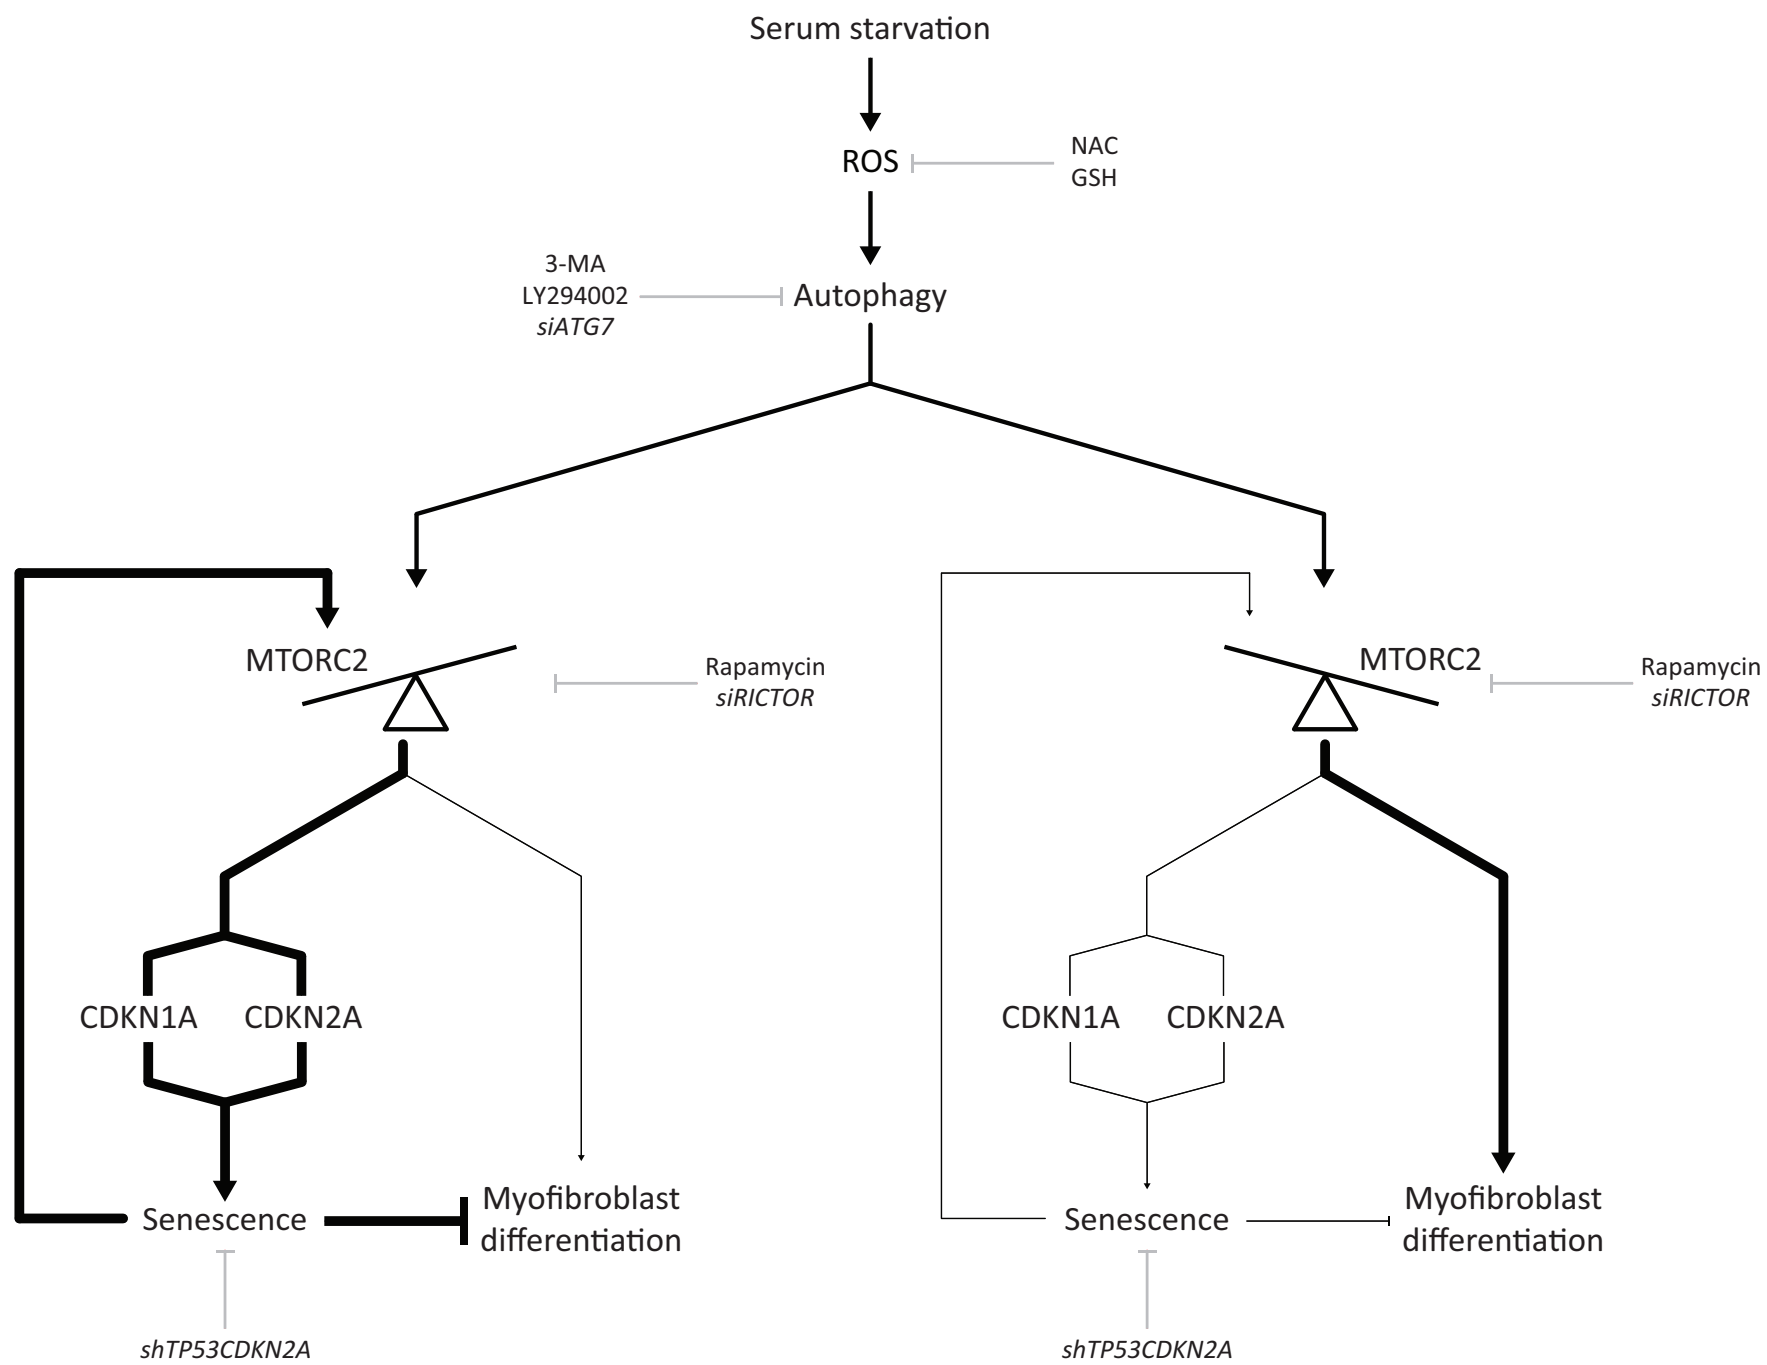 Serum starvation
ROS
NAC
GSH
3-MA
LY294002
siATG7
Autophagy
MTORC2
Rapamycin
siRICTOR
MTORC2
Rapamycin
siRICTOR
CDKN1A
CDKN2A
CDKN1A
CDKN2A
Senescence
Myofibroblast
differentiation
Senescence
Myofibroblast
differentiation
shTP53CDKN2A
shTP53CDKN2A